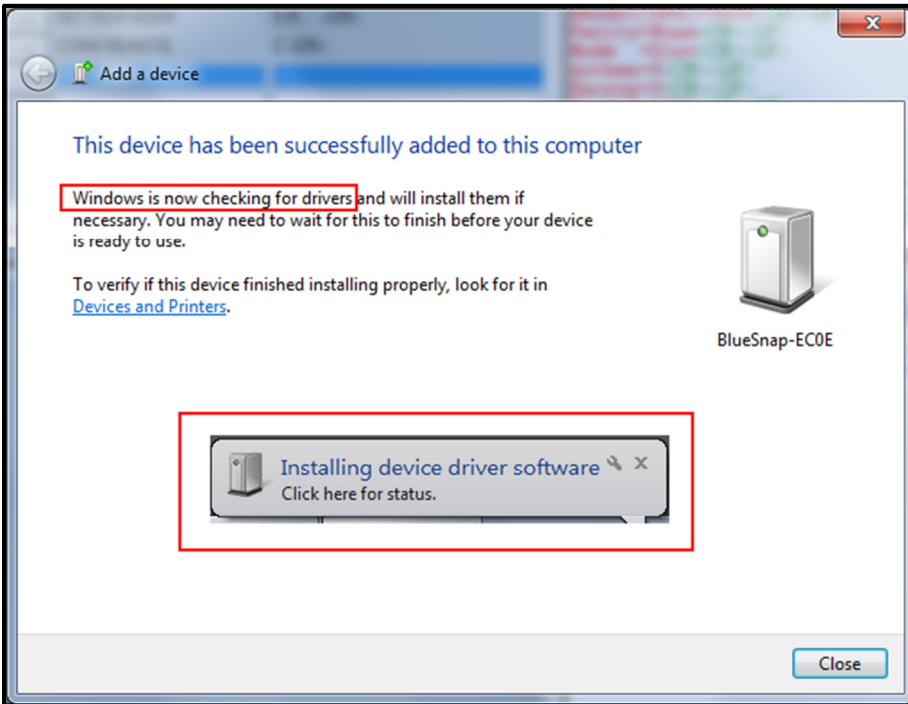 Add a device
This device has been successfully added to this computer
Windows is now checking for drivers and will install them if
necessary. You may need to wait for this to finish before your device
is ready to use.
To verify if this device finished installing properly, look for it in
Devices and Printers.
BlueSnap-EC0E
Installing device driver software
Click here for status.
Close